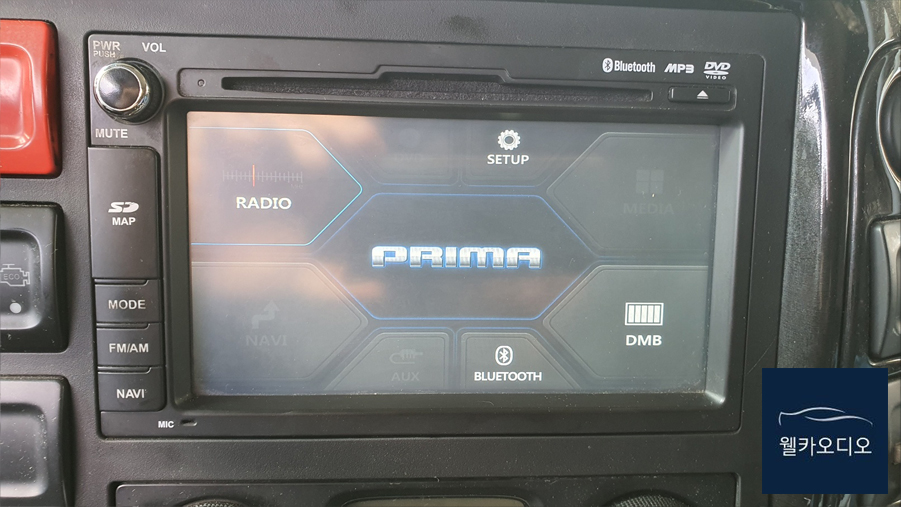 PWR
PUSH
VOL
Bluetooth
MP3
DVD
VIDEO
MUTE
SETUP
RADIO
MEDIA
SD
MAP
PRIMA
ECO
MODE
NAVI
DMB
FM/AM
AUX
BLUETOOTH
NAVI
MIC
웰카오디오